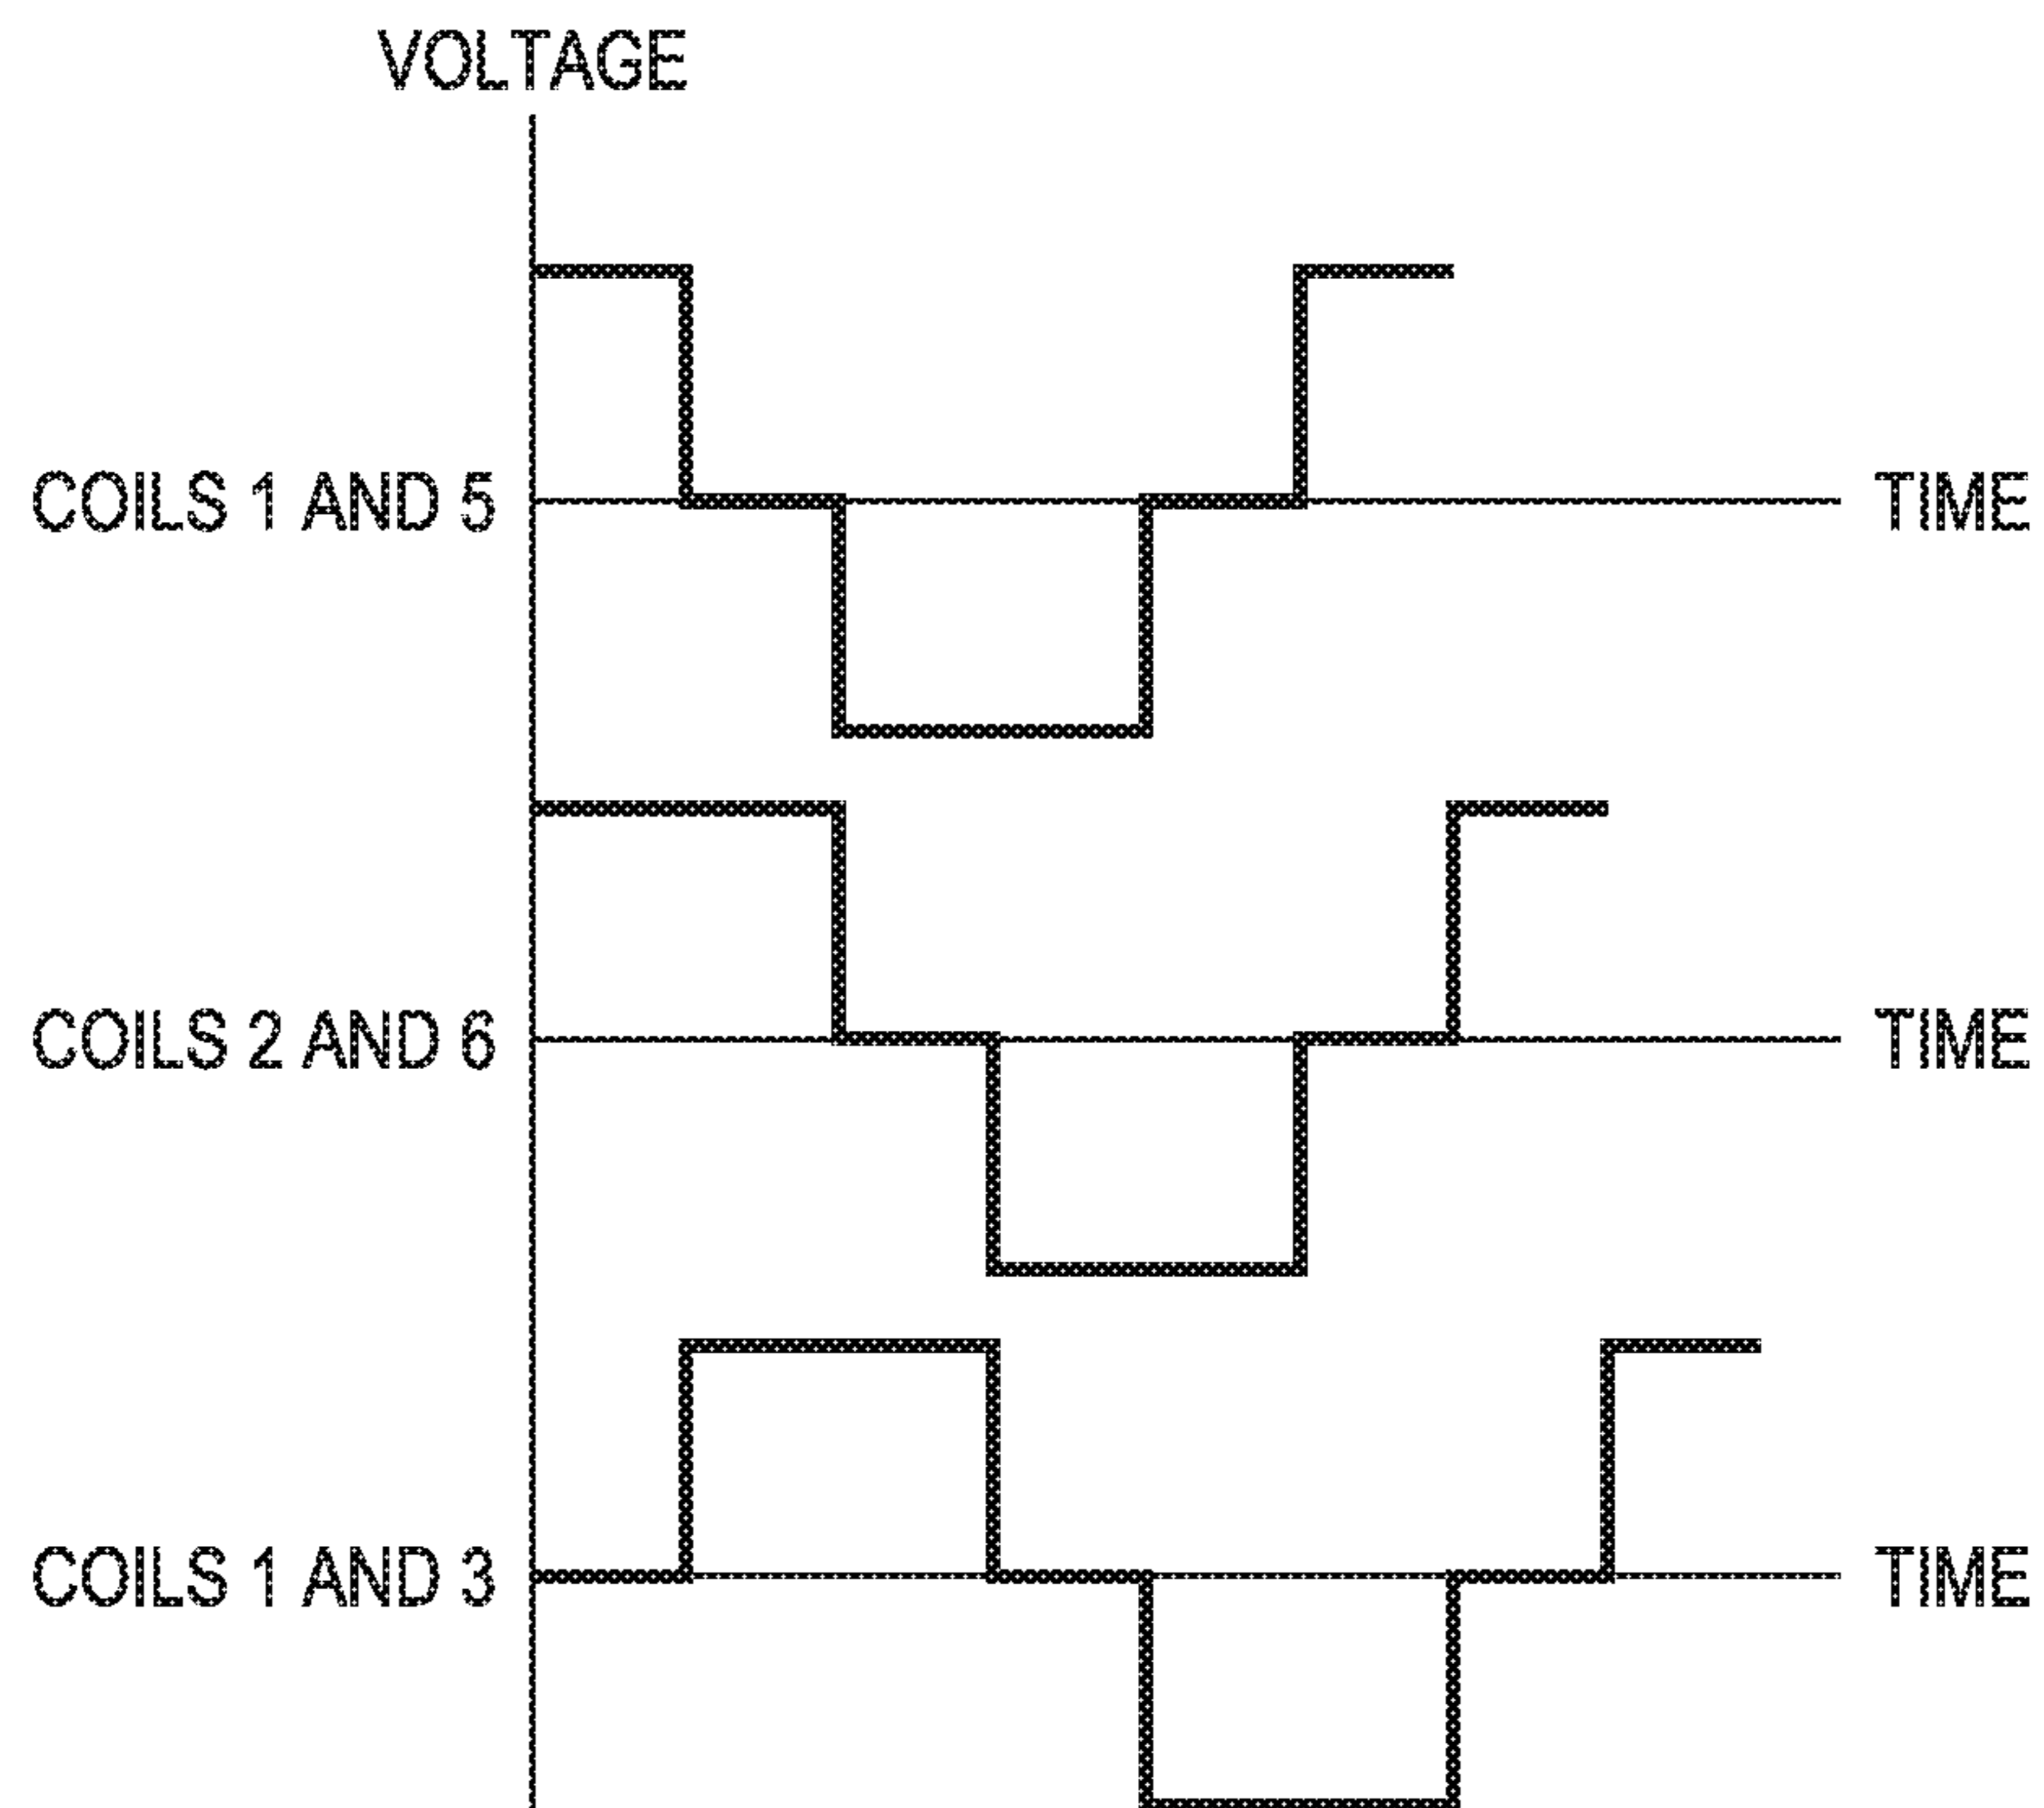 VOLTAGE
COILS 1 AND 5
TIME
COILS 2 AND 6
TIME
COILS 1 AND 3
TIME